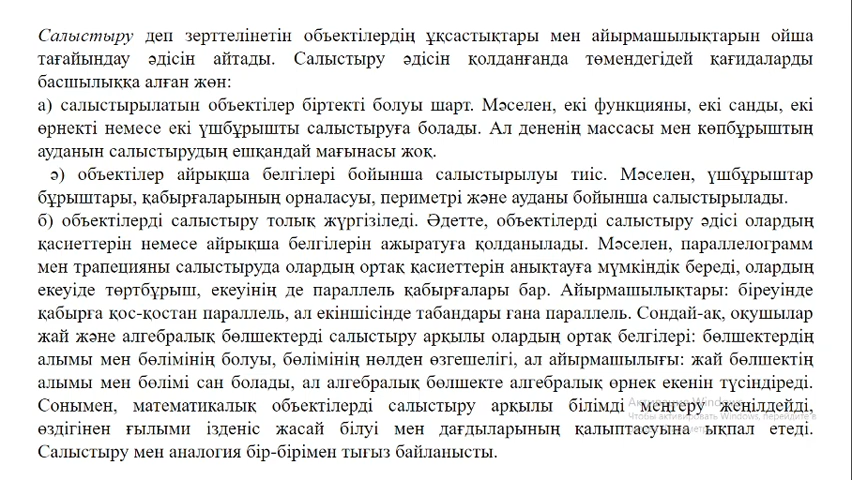 Салыстыру деп зерттелінетін объектілердің ұқсастықтары мен айырмашылықтарын ойша
тағайындау әдісін айтады. Салыстыру әдісін қолданғанда төмендегідей қағидаларды
басшылыққа алған жөн:
а) салыстырылатын объектілер біртекті болуы шарт. Мәселен, екі функцияны, екі санды, екі
өрнекті немесе екі үшбұрышты салыстыруға болады. Ал дененің массасы мен көпбұрыштың
ауданын салыстырудың ешқандай мағынасы жоқ.
ә) объектілер айрықша белгілері бойынша салыстырылуы тиіс. Мәселен, үшбұрыштар
бұрыштары, қабырғаларының орналасуы, периметрі және ауданы бойынша салыстырылады.
б) объектілерді салыстыру толық жүргізіледі. Әдетте, объектілерді салыстыру әдісі олардың
қасиеттерін немесе айрықша белгілерін ажыратуға қолданылады. Мәселен, параллелограмм
мен трапецияны салыстыруда олардың ортақ қасиеттерін анықтауға мүмкіндік береді, олардың
екеуіде төртбұрыш, екеуінің де параллель қабырғалары бар. Айырмашылықтары: біреуінде
қабырға қос-қостан параллель, ал екіншісінде табандары ғана параллель. Сондай-ақ, оқушылар
жай және алгебралық бөлшектерді салыстыру арқылы олардың ортақ белгілері: бөлшектердің
алымы мен бөлімінің болуы, бөлімінің нөлден өзгешелігі, ал айырмашылығы: жай бөлшектің
алымы мен бөлімі сан болады, ал алгебралық бөлшекте алгебралық өрнек екенін түсіндіреді.
Сонымен, математикалық объектілерді салыстыру арқылы білімді меңгеру жеңілдейді,
өздігінен ғылыми ізденіс жасай білуі мен дағдыларының қалыптасуына ықпал етеді.
Салыстыру мен аналогия бір-бірімен тығыз байланысты.
Активация Windows
Чтобы активировать Windows, перейдите в